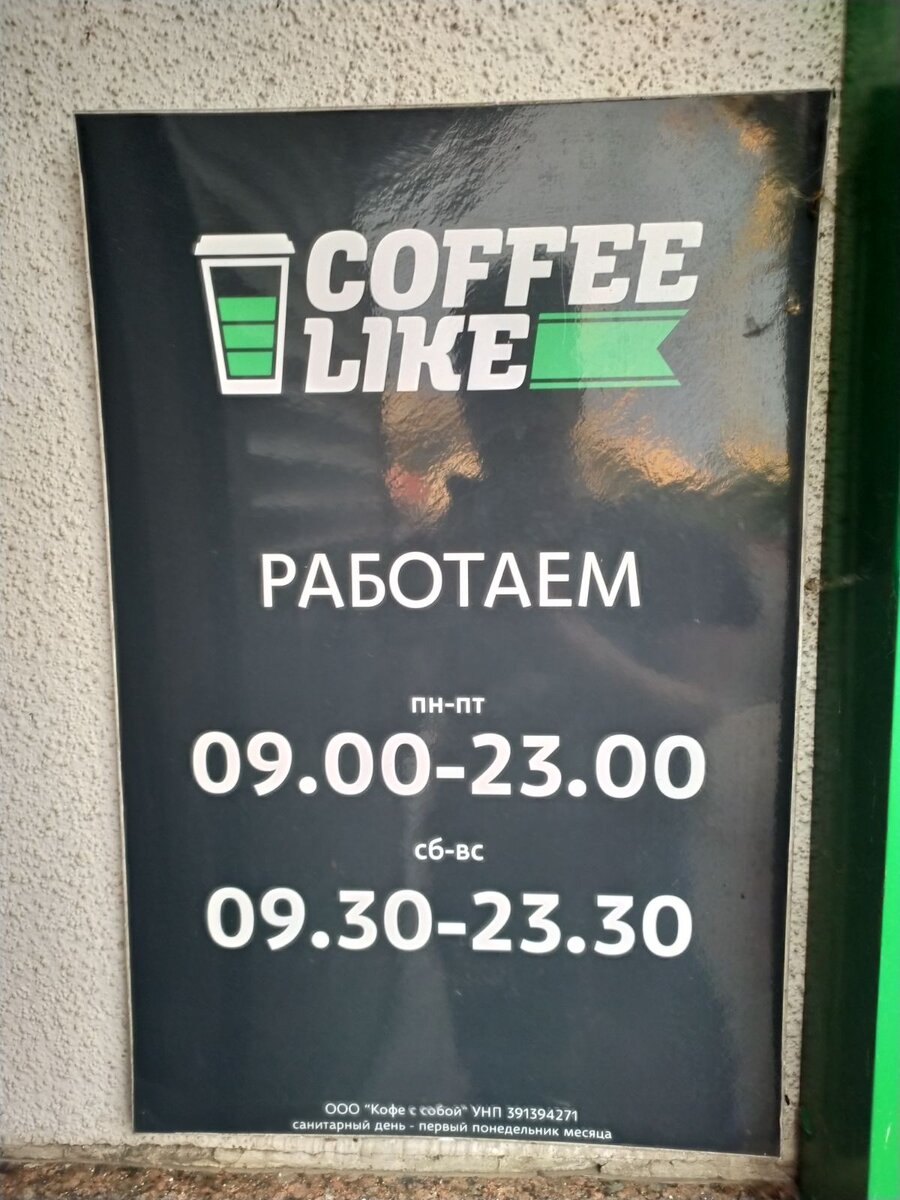 COFFEE
LIKE
РАБОТАЕМ
пн-пт
09.00-23.00
сб-вс
09.30-23.30
ООО "Кофе с собой" УНП 391394271
санитарный день - первый понедельник месяца